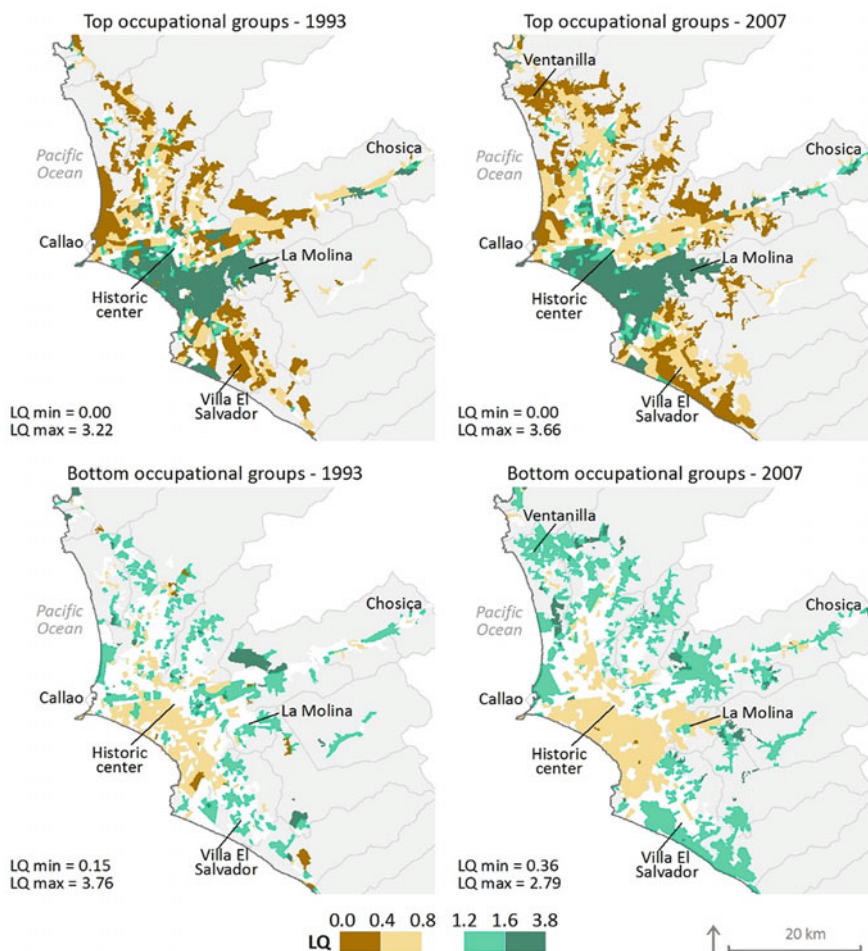 Top occupational groups - 1993
Pacific
Ocean
Chosica
Callao
La Molina
Historic
center
Villa El
Salvador
LQ min = 0.00
LQ max = 3.22
Top occupational groups - 2007
Ventanilla
Pacific
Ocean
Chosica
Callao
La Molina
Historic
center
Villa El
Salvador
LQ min = 0.00
LQ max = 3.66
Bottom occupational groups - 1993
Pacific
Ocean
Chosica
Callao
La Molina
Historic
center
Villa El
Salvador
LQ min = 0.15
LQ max = 3.76
Bottom occupational groups - 2007
Ventanilla
Pacific
Ocean
Chosica
Callao
La Molina
Historic
center
Villa El
Salvador
LQ min = 0.36
LQ max = 2.79
0.0 0.4 0.8 1.2 1.6 3.8
LQ
20 km